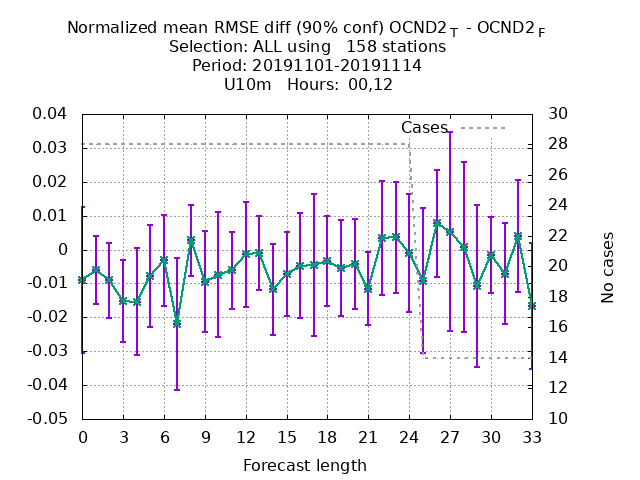 Normalized mean RMSE diff (90% conf) OCND2 T - OCND2 F
Selection: ALL using 158 stations
Period: 20191101-20191114
U10m Hours: 00,12
Cases
0.04
0.03
0.02
0.01
0
-0.01
-0.02
-0.03
-0.04
-0.05
30
28
26
24
22
20
18
16
14
12
10
No cases
0 3 6 9 12 15 18 21 24 27 30 33
Forecast length